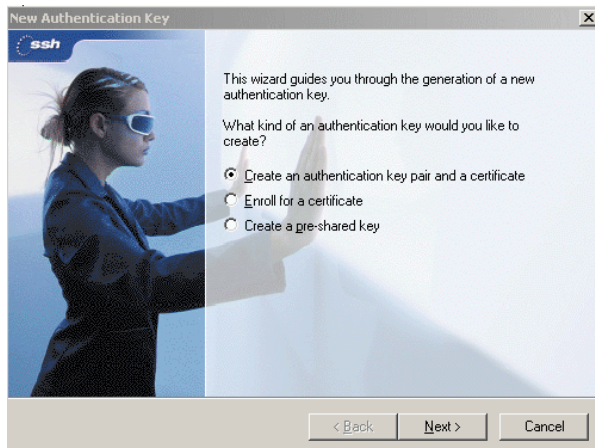 New Authentication Key
ssh
This wizard guides you through the generation of a new
authentication key.
What kind of an authentication key would you like to
create?
Create an authentication key pair and a certificate
Enroll for a certificate
Create a pre-shared key
< Back
Next >
Cancel